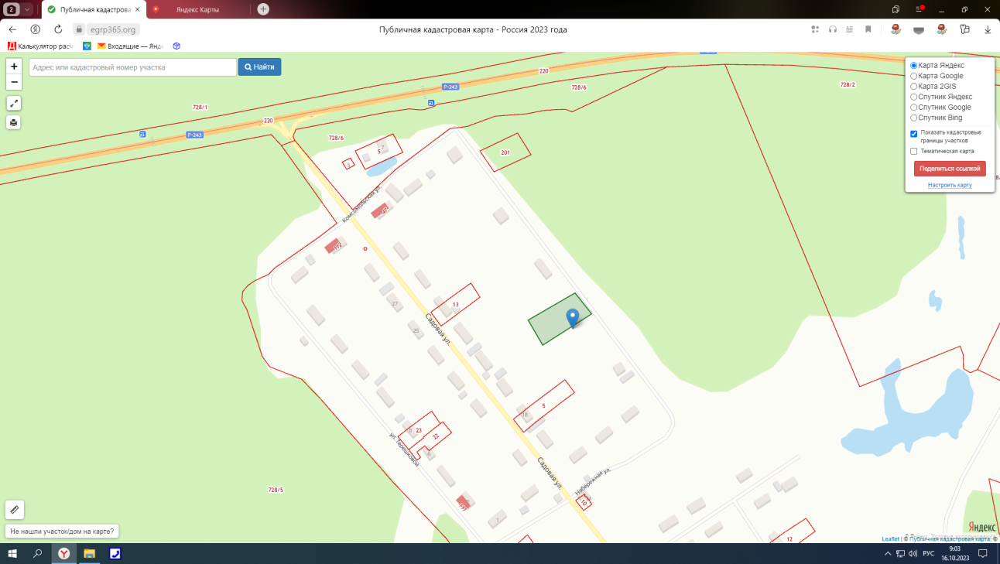 2
Публичная кадастрова
Яндекс Карты
egrp365.org
Публичная кадастровая карта - Россия 2023 года
Калькулятор расч
Входящие — Янд
+
−
Адрес или кадастровый номер участка
Найти
Карта Яндекс
Карта Google
Карта 2GIS
Спутник Яндекс
Спутник Google
Спутник Bing
Показать кадастровые
границы участков
Тематическая карта
Поделиться ссылкой
Настроить карту
220
728/2
P-243
728/6
728/1
220
P-243
728/6
7
5
201
Комсомольская ул.
13
27
25
Садовая ул.
5
18
23
22
ул. Терешковой
Садовая ул.
Набережная ул.
10
728/5
1
12
Не нашли участок/дом на карте?
Яндекс
Leaflet | © Публичная кадастровая карта, ©
РУС
9:03
16.10.2023